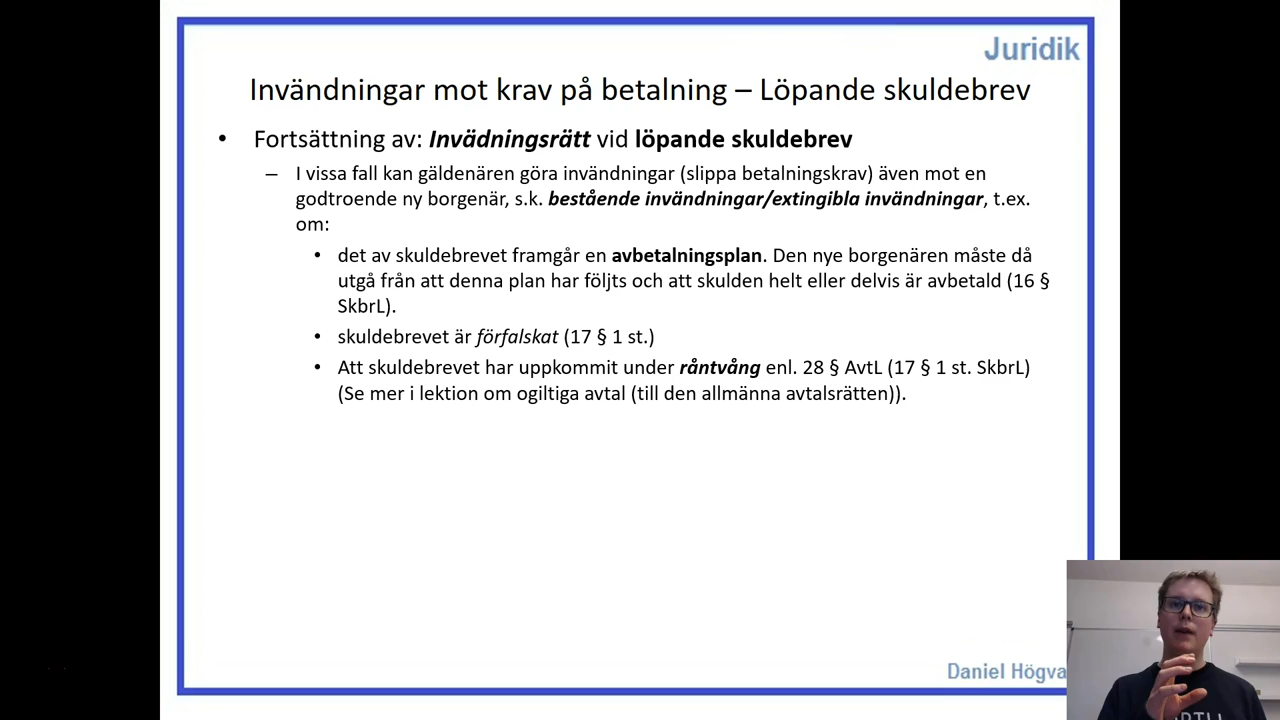 Juridik
Invändningar mot krav på betalning – Löpande skuldebrev
• Fortsättning av: Invädningsrätt vid löpande skuldebrev
– I vissa fall kan gäldenären göra invändningar (slippa betalningskrav) även mot en
godtroende ny borgenär, s.k. bestående invändningar/extingibla invändningar, t.ex.
om:
• det av skuldebrevet framgår en avbetalningsplan. Den nye borgenären måste då
utgå från att denna plan har följts och att skulden helt eller delvis är avbetald (16 §
SkbrL).
• skuldebrevet är förfalskat (17 § 1 st.)
• Att skuldebrevet har uppkommit under råntvång enl. 28 § AvtL (17 § 1 st. SkbrL)
(Se mer i lektion om ogiltiga avtal (till den allmänna avtalsrätten)).
Daniel Högva